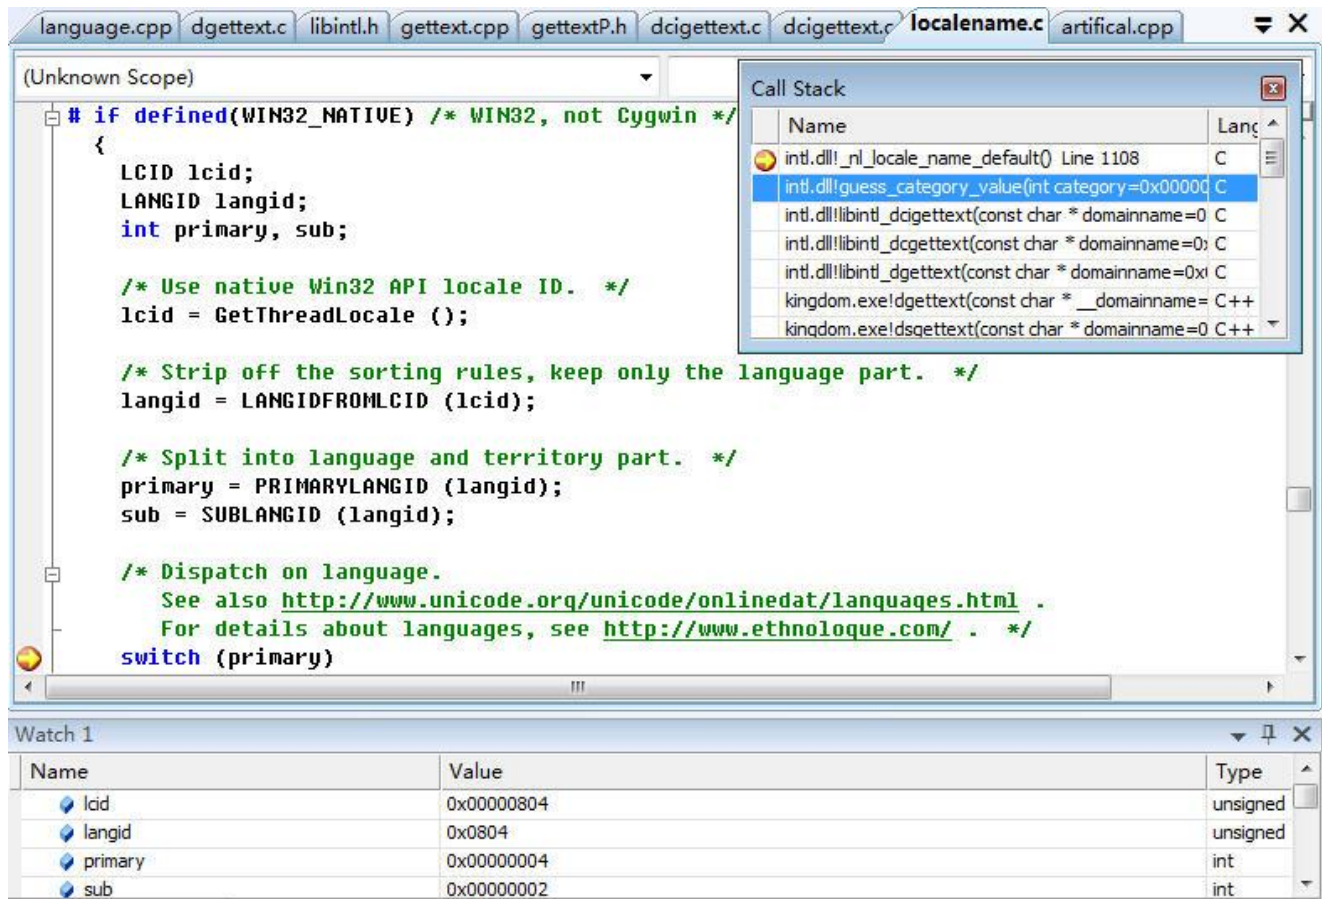 language.cpp dgettext.c libintl.h gettext.cpp gettextP.h dcigettext.c dcigettext.c localename.c artifical.cpp
(Unknown Scope)
# if defined(WIN32_NATIVE) /* WIN32, not Cygwin */
{
LCID lcid;
LANGID langid;
int primary, sub;
/* Use native Win32 API locale ID.  */
lcid = GetThreadLocale ();
/* Strip off the sorting rules, keep only the language part.  */
langid = LANGIDFROMLCID (lcid);
/* Split into language and territory part.  */
primary = PRIMARYLANGID (langid);
sub = SUBLANGID (langid);
/* Dispatch on language.
See also http://www.unicode.org/unicode/onlinedat/languages.html .
For details about languages, see http://www.ethnologue.com/ .  */
switch (primary)
Call Stack
Name Lang
intl.dll!_nl_locale_name_default() Line 1108 C
intl.dll!guess_category_value(int category=0x00000 C
intl.dll!libintl_dcigettext(const char * domainname=0 C
intl.dll!libintl_dcgettext(const char * domainname=0x C
intl.dll!libintl_dgettext(const char * domainname=0x C
kingdom.exe!dgettext(const char * __domainname= C++
kingdom.exe!dsgettext(const char * domainname=0 C++
Watch 1
Name Value Type
lcid 0x00000804 unsigned
langid 0x0804 unsigned
primary 0x00000004 int
sub 0x00000002 int